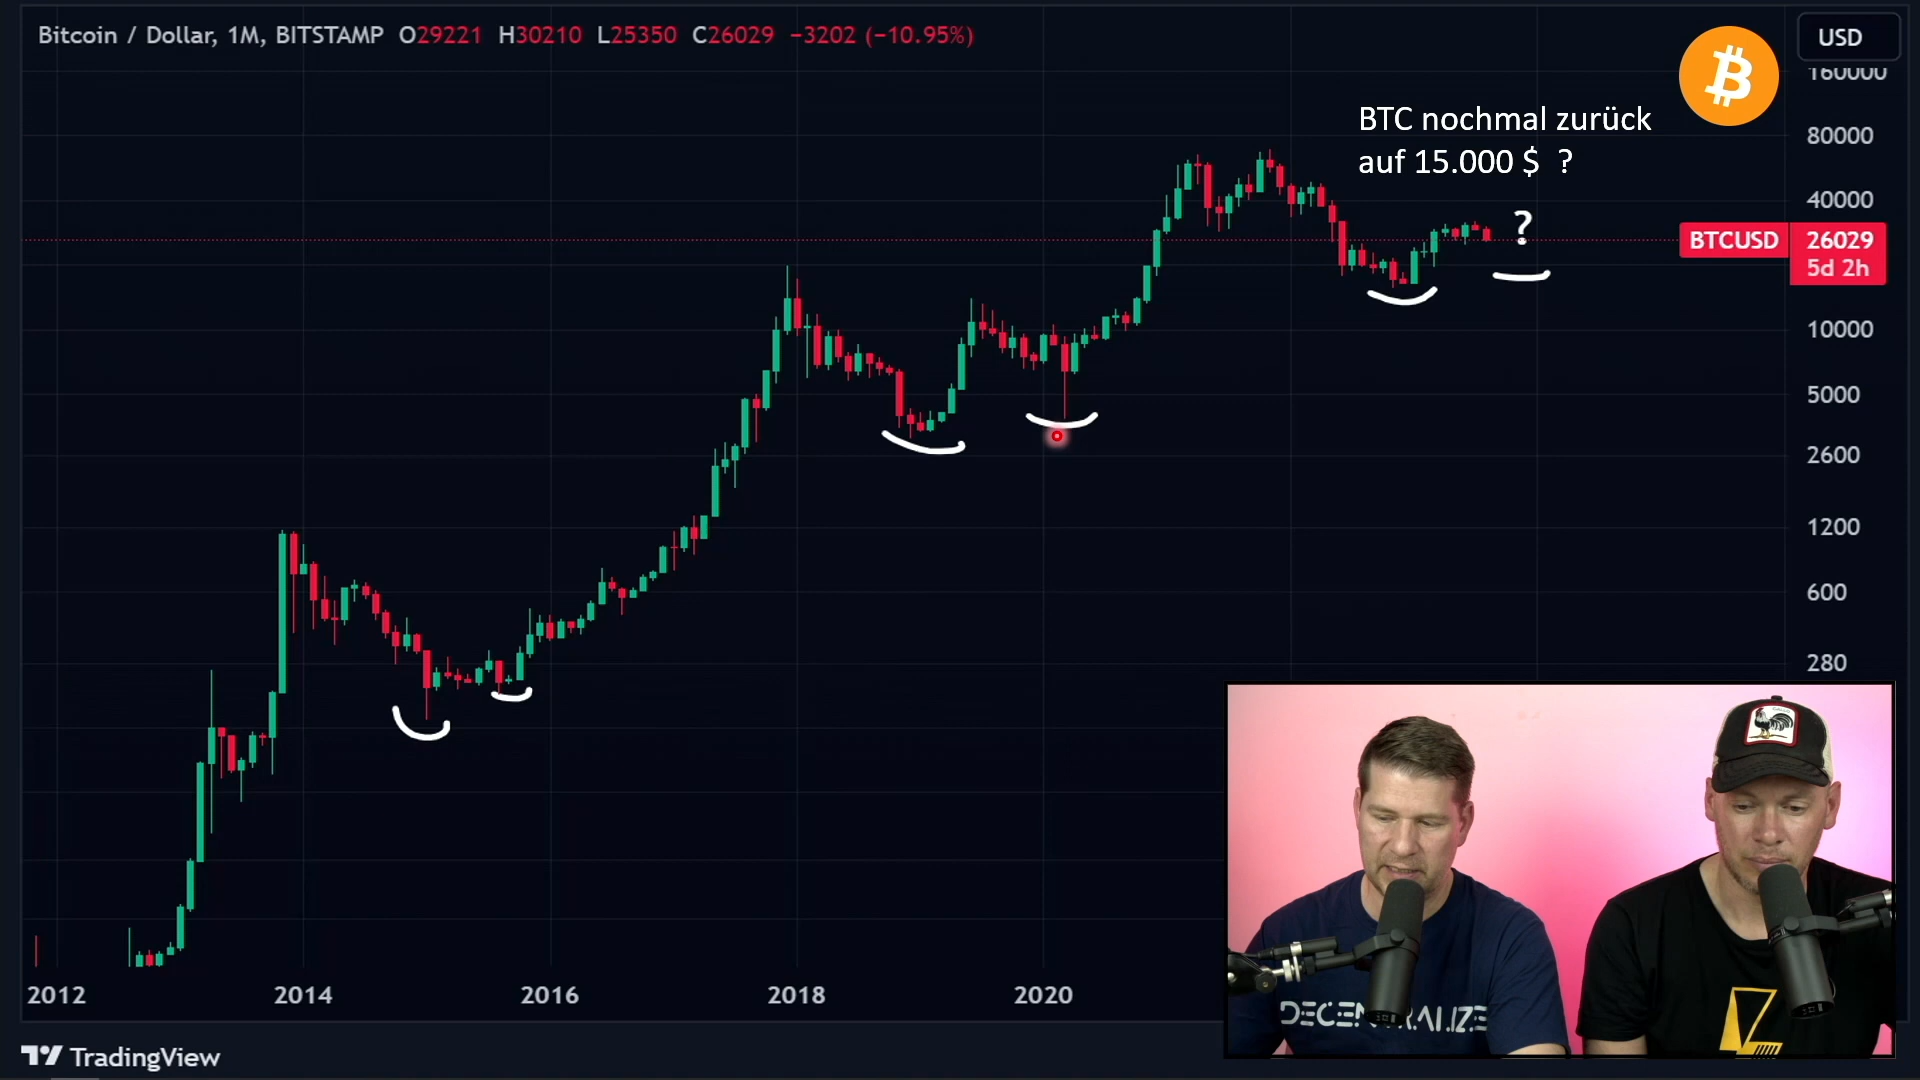 Bitcoin / Dollar, 1M, BITSTAMP O29221 H30210 L25350 C26029 −3202 (−10.95%)
USD
160000
BTC nochmal zurück
auf 15.000 $ ?
80000
40000
?
BTCUSD 26029
5d 2h
10000
5000
2600
1200
600
280
2012 2014 2016 2018 2020
DECENTRALIZE
TradingView